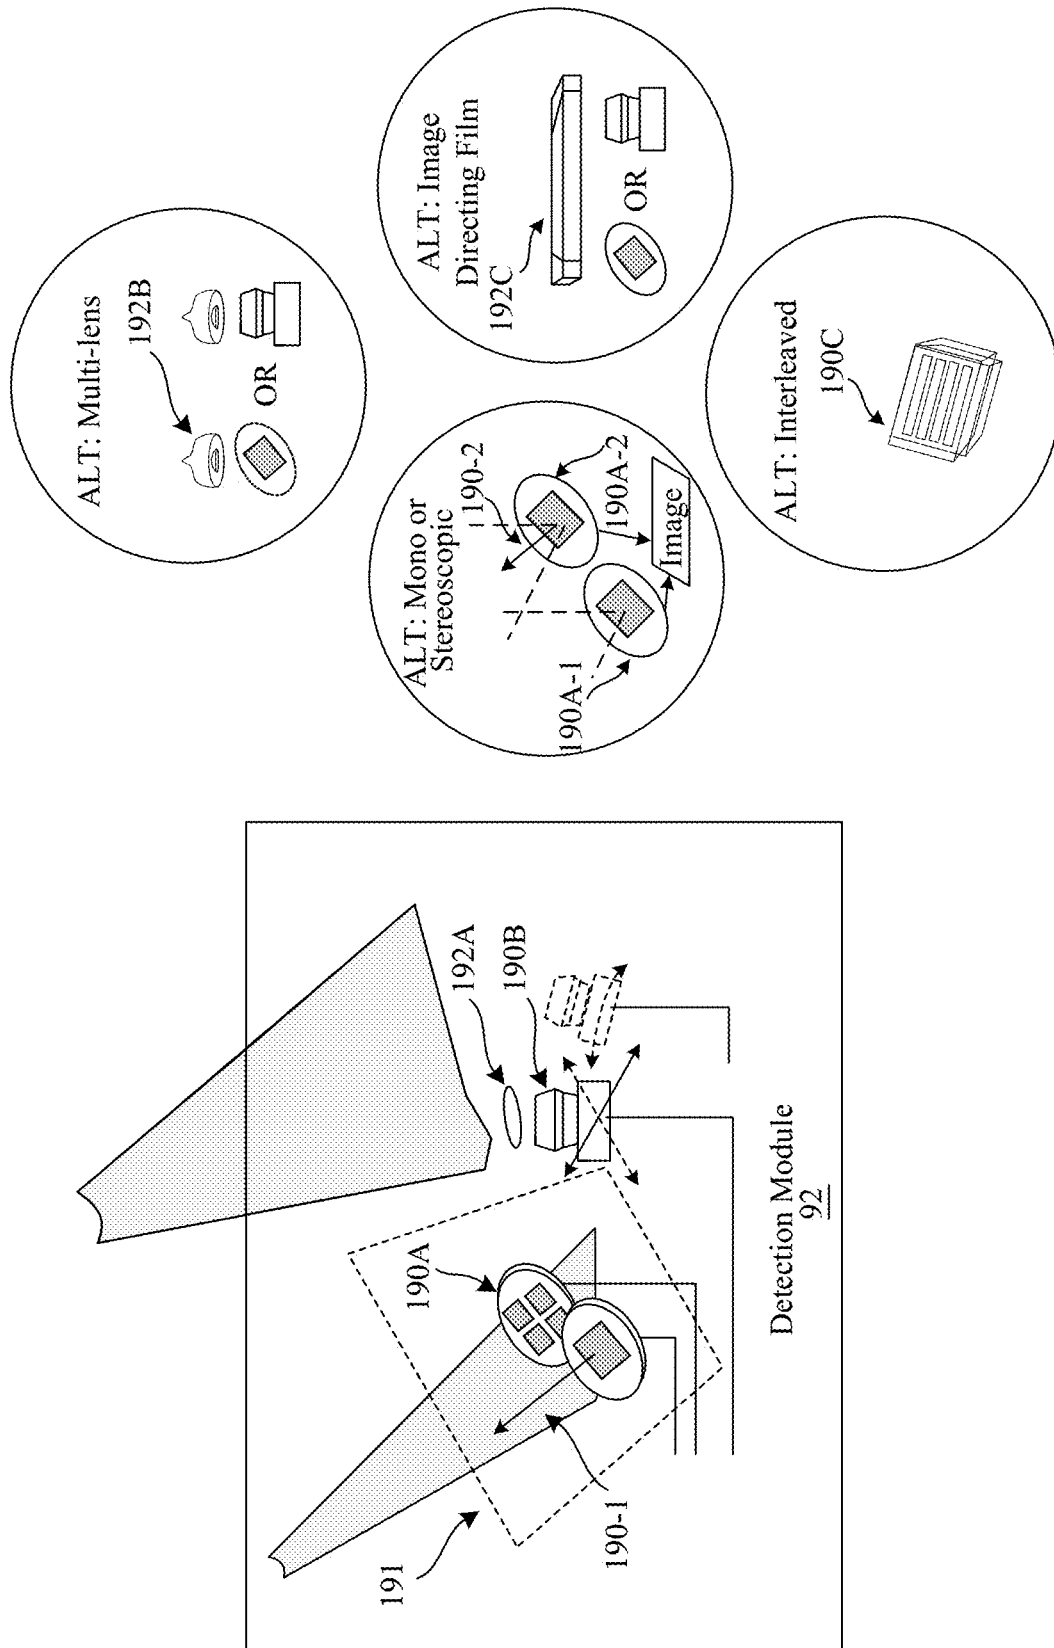 ALT: Multi-lens
192B
OR
ALT: Mono or
Stereoscopic
190-2
190A-1
190A-2
Image
ALT: Image
Directing Film
192C
OR
ALT: Interleaved
190C
191
190-1
190A
192A
190B
Detection Module
92